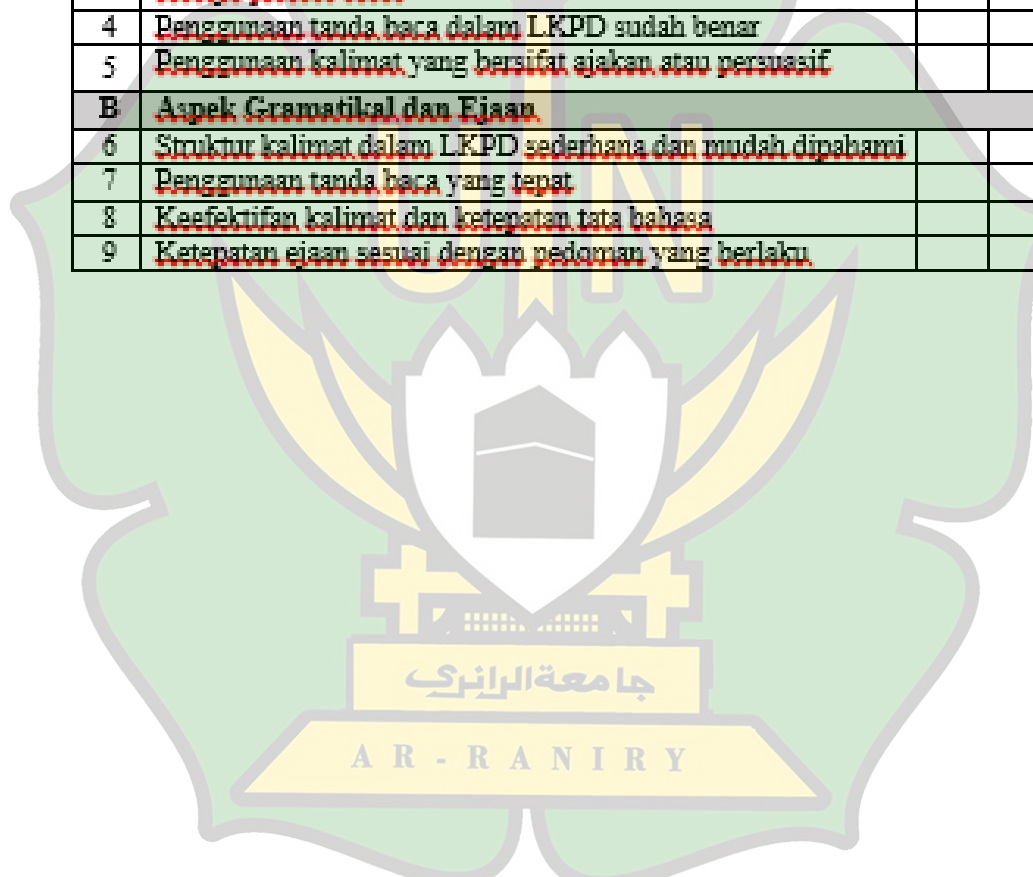 4 Penggunaan tanda baca dalam LKPD sudah benar
5 Penggunaan kalimat yang bersifat ajakan atau persuasif
B Aspek Gramatikal dan Ejaan
6 Struktur kalimat dalam LKPD sederhana dan mudah dipahami
7 Penggunaan tanda baca yang tepat
8 Keefektifan kalimat dan ketepatan tata bahasa
9 Ketepatan ejaan sesuai dengan pedoman yang berlaku
UIN
جامعة الرانري
AR-RANIRY